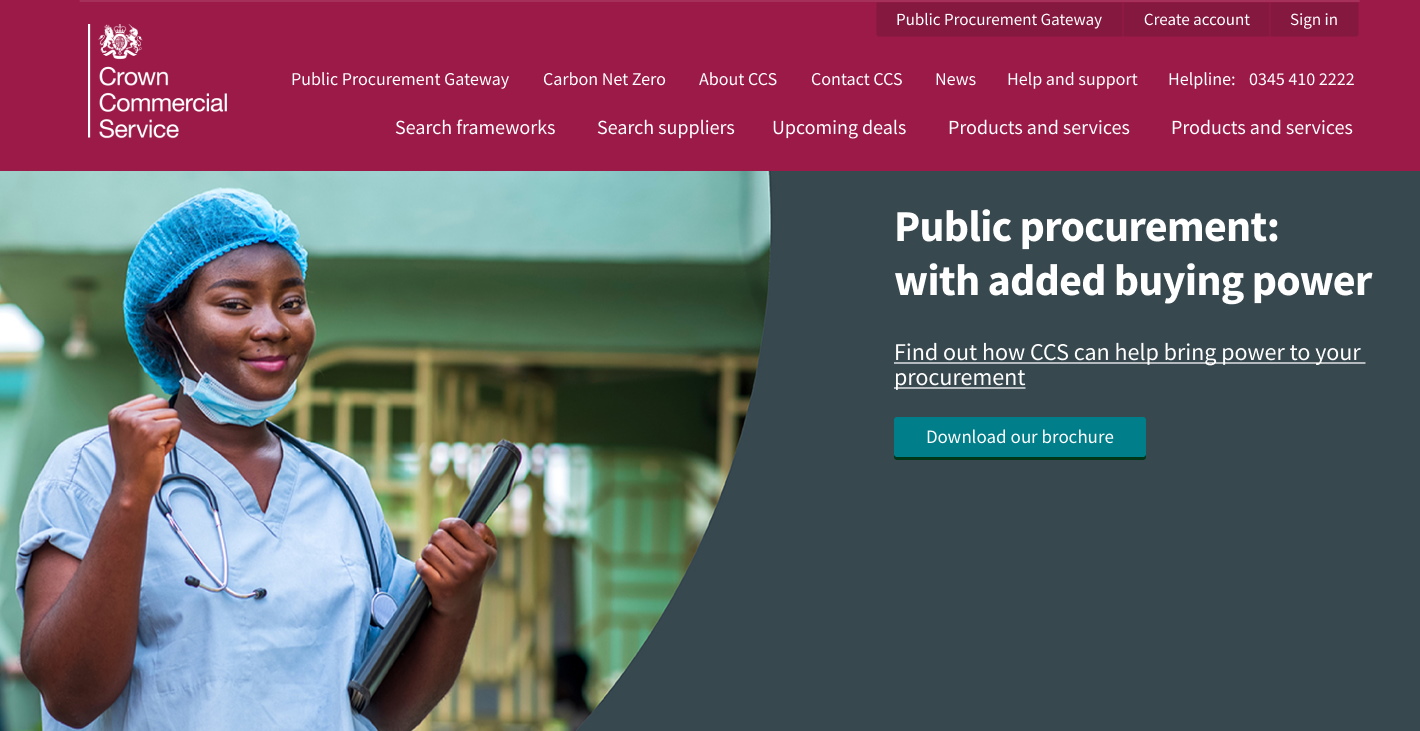 Public Procurement Gateway Create account Sign in
Crown
Commercial
Service
Public Procurement Gateway Carbon Net Zero About CCS Contact CCS News Help and support Helpline: 0345 410 2222
Search frameworks Search suppliers Upcoming deals Products and services Products and services
Public procurement:
with added buying power
Find out how CCS can help bring power to your
procurement
Download our brochure